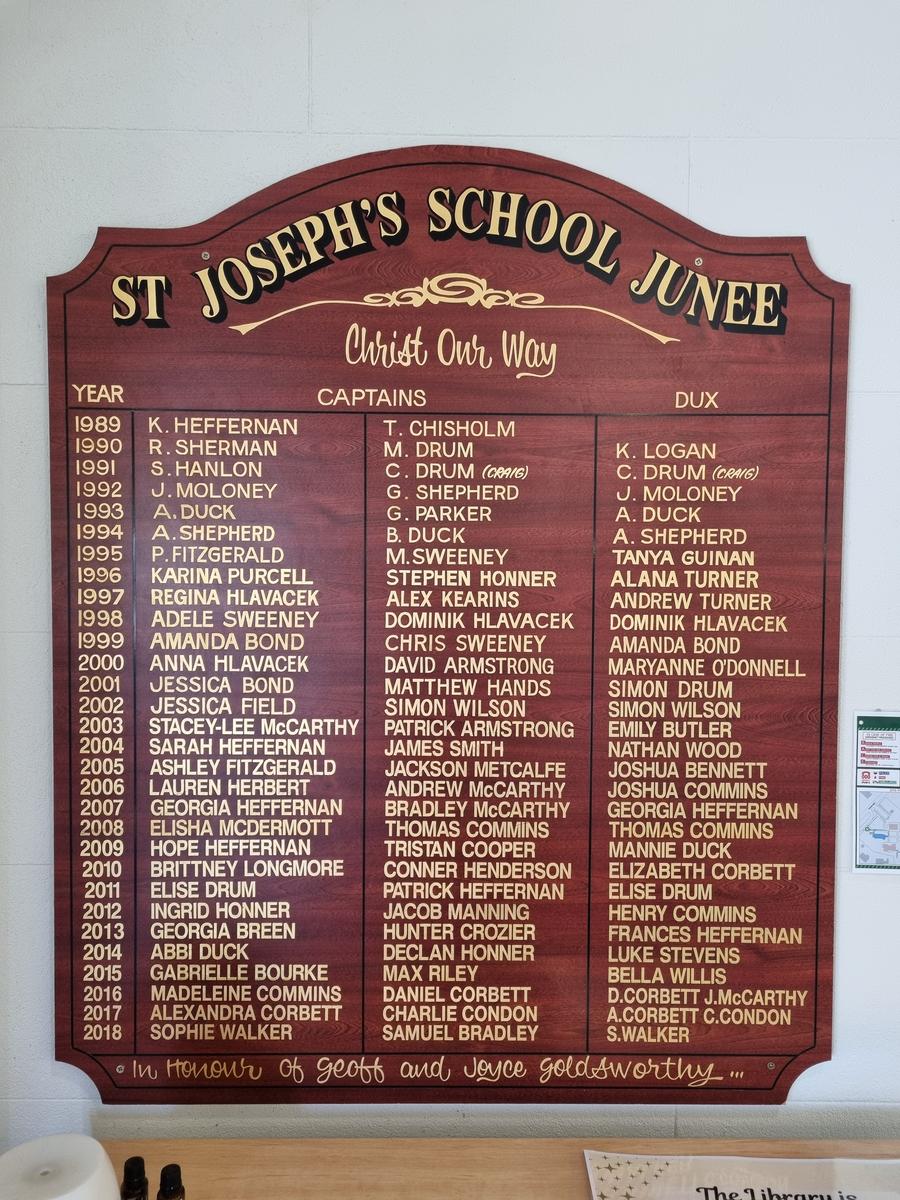 ST JOSEPH'S SCHOOL JUNEE
Christ Our Way
YEAR CAPTAINS DUX
1989 K. HEFFERNAN T. CHISHOLM
1990 R. SHERMAN M. DRUM K. LOGAN
1991 S. HANLON C. DRUM (CRAIG) C. DRUM (CRAIG)
1992 J. MOLONEY G. SHEPHERD J. MOLONEY
1993 A. DUCK G. PARKER A. DUCK
1994 A. SHEPHERD B. DUCK A. SHEPHERD
1995 P. FITZGERALD M. SWEENEY TANYA GUINAN
1996 KARINA PURCELL STEPHEN HONNER ALANA TURNER
1997 REGINA HLAVACEK ALEX KEARINS ANDREW TURNER
1998 ADELE SWEENEY DOMINIK HLAVACEK DOMINIK HLAVACEK
1999 AMANDA BOND CHRIS SWEENEY AMANDA BOND
2000 ANNA HLAVACEK DAVID ARMSTRONG MARYANNE O'DONNELL
2001 JESSICA BOND MATTHEW HANDS SIMON DRUM
2002 JESSICA FIELD SIMON WILSON SIMON WILSON
2003 STACEY-LEE McCARTHY PATRICK ARMSTRONG EMILY BUTLER
2004 SARAH HEFFERNAN JAMES SMITH NATHAN WOOD
2005 ASHLEY FITZGERALD JACKSON METCALFE JOSHUA BENNETT
2006 LAUREN HERBERT ANDREW McCARTHY JOSHUA COMMINS
2007 GEORGIA HEFFERNAN BRADLEY McCARTHY GEORGIA HEFFERNAN
2008 ELISHA MCDERMOTT THOMAS COMMINS THOMAS COMMINS
2009 HOPE HEFFERNAN TRISTAN COOPER MANNIE DUCK
2010 BRITTNEY LONGMORE CONNER HENDERSON ELIZABETH CORBETT
2011 ELISE DRUM PATRICK HEFFERNAN ELISE DRUM
2012 INGRID HONNER JACOB MANNING HENRY COMMINS
2013 GEORGIA BREEN HUNTER CROZIER FRANCES HEFFERNAN
2014 ABBI DUCK DECLAN HONNER LUKE STEVENS
2015 GABRIELLE BOURKE MAX RILEY BELLA WILLIS
2016 MADELEINE COMMINS DANIEL CORBETT D.CORBETT J.McCARTHY
2017 ALEXANDRA CORBETT CHARLIE CONDON A.CORBETT C.CONDON
2018 SOPHIE WALKER SAMUEL BRADLEY S.WALKER
In Honour of Geoff and Joyce Goldsworthy...
The Library is